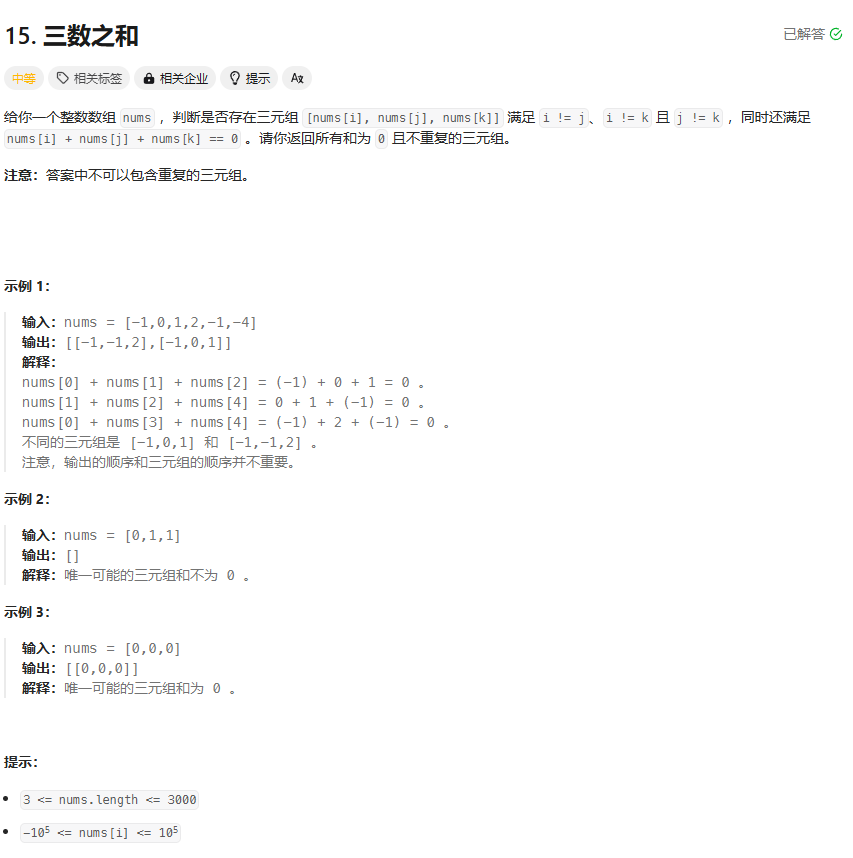 15. 三数之和
已解答
中等 相关标签 相关企业 提示 Aギ
给你一个整数数组 nums ，判断是否存在三元组 [nums[i], nums[j], nums[k]] 满足 i != j、i != k 且 j != k ，同时还满足
nums[i] + nums[j] + nums[k] == 0 。请你返回所有和为 0 且不重复的三元组。
注意：答案中不可以包含重复的三元组。
示例 1：
输入：nums = [-1,0,1,2,-1,-4]
输出：[[-1,-1,2],[-1,0,1]]
解释：
nums[0] + nums[1] + nums[2] = (-1) + 0 + 1 = 0 。
nums[1] + nums[2] + nums[4] = 0 + 1 + (-1) = 0 。
nums[0] + nums[3] + nums[4] = (-1) + 2 + (-1) = 0 。
不同的三元组是 [-1,0,1] 和 [-1,-1,2] 。
注意，输出的顺序和三元组的顺序并不重要。
示例 2：
输入：nums = [0,1,1]
输出：[]
解释：唯一可能的三元组和不为 0 。
示例 3：
输入：nums = [0,0,0]
输出：[[0,0,0]]
解释：唯一可能的三元组和为 0 。
提示：
3 <= nums.length <= 3000
-10⁵ <= nums[i] <= 10⁵